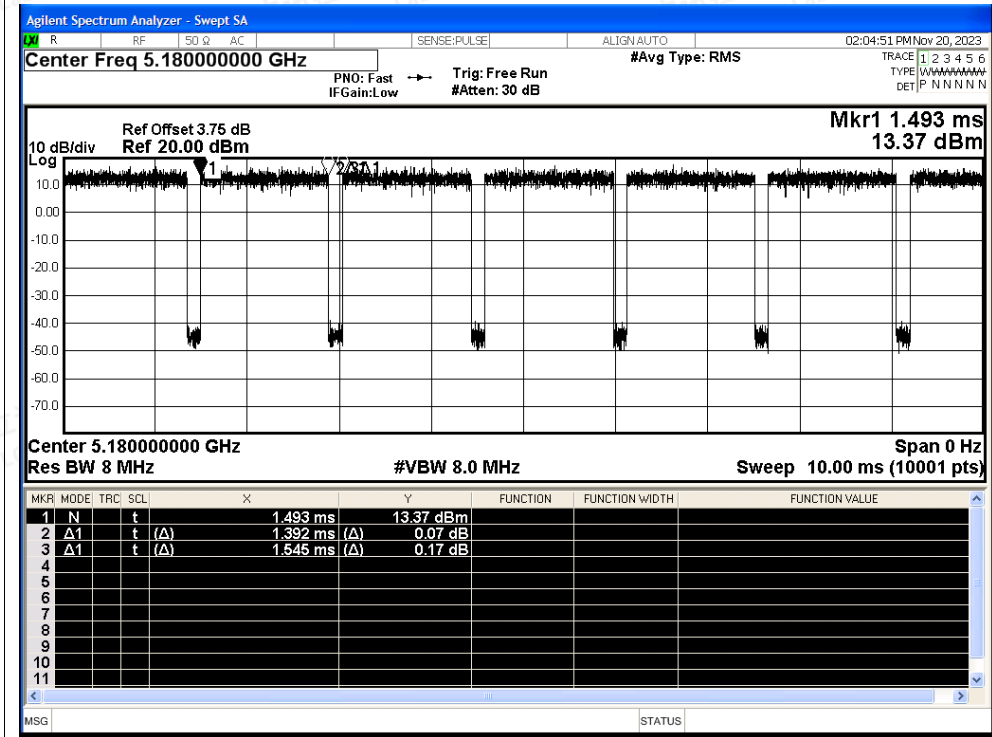 Agilent Spectrum Analyzer - Swept SA
LXI R RF 50 Ω AC SENSE:PULSE ALIGN AUTO 02:04:51 PM Nov 20, 2023
Center Freq 5.180000000 GHz #Avg Type: RMS TRACE 1 2 3 4 5 6
PNO: Fast Trig: Free Run TYPE WWWWWW
IFGain:Low #Atten: 30 dB DET P N N N N N
Mkr1 1.493 ms
Ref Offset 3.75 dB
10 dB/div Ref 20.00 dBm 13.37 dBm
Log
1 2 3Δ1
10.0
0.00
-10.0
-20.0
-30.0
-40.0
-50.0
-60.0
-70.0
Center 5.180000000 GHz Span 0 Hz
Res BW 8 MHz #VBW 8.0 MHz Sweep 10.00 ms (10001 pts)
MKR MODE TRC SCL X Y FUNCTION FUNCTION WIDTH FUNCTION VALUE
1 N t 1.493 ms 13.37 dBm
2 Δ1 t (Δ) 1.392 ms (Δ) 0.07 dB
3 Δ1 t (Δ) 1.545 ms (Δ) 0.17 dB
4
5
6
7
8
9
10
11
MSG STATUS